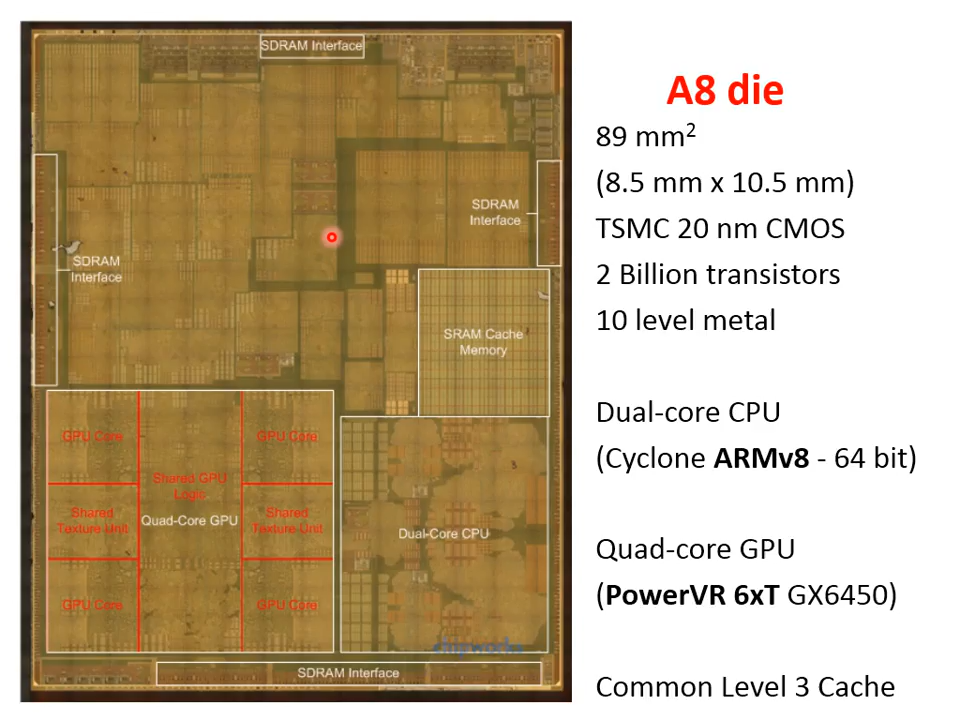 SDRAM Interface
SDRAM
Interface
SDRAM
Interface
SRAM Cache
Memory
GPU Core
GPU Core
Shared GPU
Logic
Shared
Texture Unit
Quad-Core GPU
Shared
Texture Unit
Dual-Core CPU
GPU Core
GPU Core
chipworks
SDRAM Interface
A8 die
89 mm²
(8.5 mm x 10.5 mm)
TSMC 20 nm CMOS
2 Billion transistors
10 level metal
Dual-core CPU
(Cyclone ARMv8 - 64 bit)
Quad-core GPU
(PowerVR 6xT GX6450)
Common Level 3 Cache